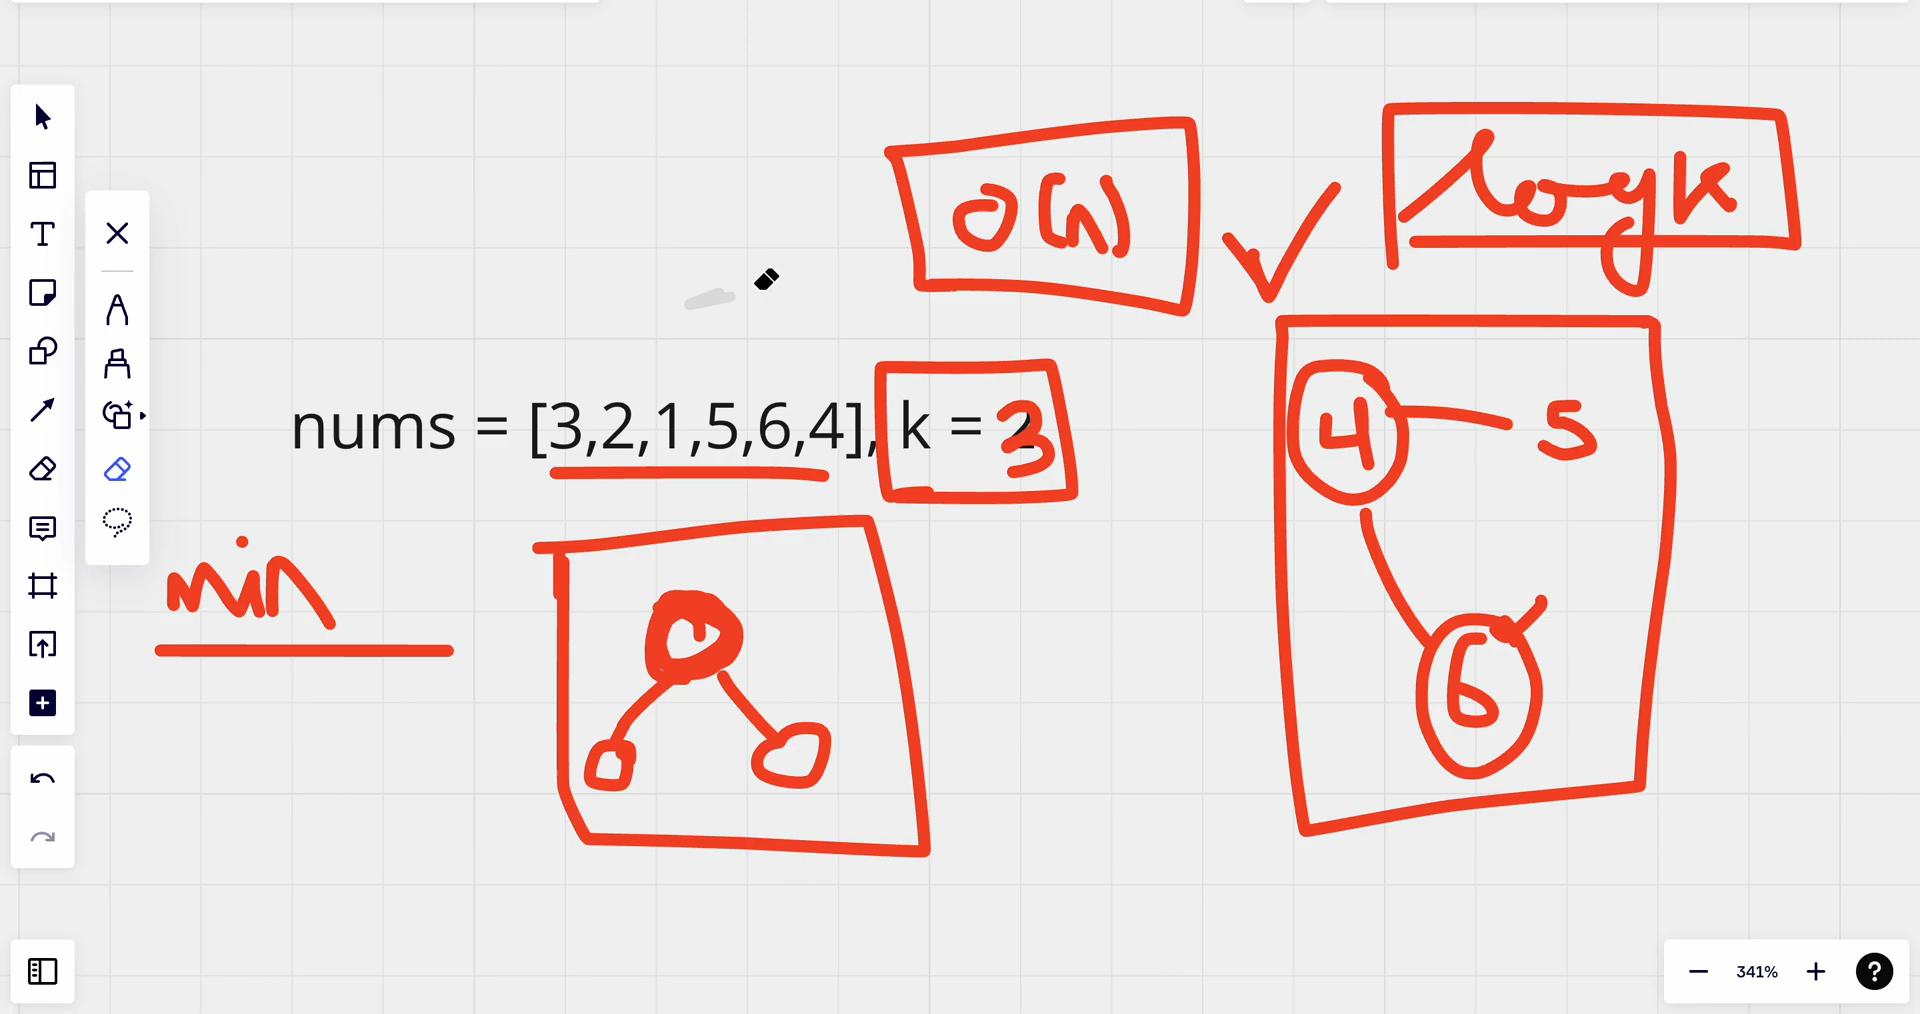 O(n)
logk
nums = [3,2,1,5,6,4], k = 3
4 5
min
6
T
341%
?